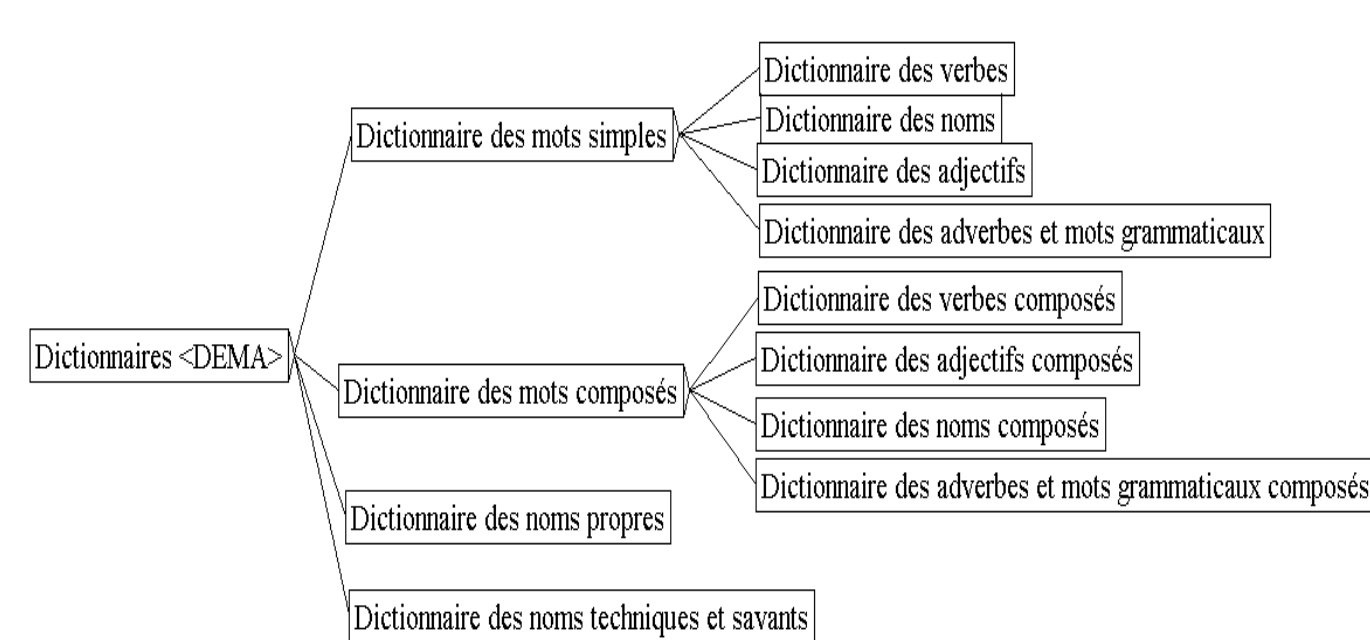 Dictionnaires <DEMA>
Dictionnaire des mots simples
Dictionnaire des verbes
Dictionnaire des noms
Dictionnaire des adjectifs
Dictionnaire des adverbes et mots grammaticaux
Dictionnaire des mots composés
Dictionnaire des verbes composés
Dictionnaire des adjectifs composés
Dictionnaire des noms composés
Dictionnaire des adverbes et mots grammaticaux composés
Dictionnaire des noms propres
Dictionnaire des noms techniques et savants